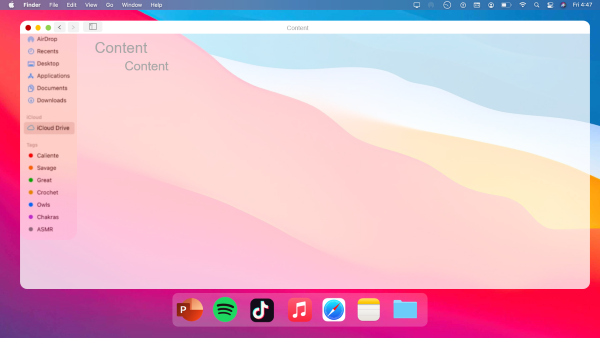 Finder File Edit View Go Window Help Fri 4:47
Content
AirDrop
Recents
Desktop
Applications
Documents
Downloads
iCloud
iCloud Drive
Tags
Caliente
Savage
Great
Crochet
Owls
Chakras
ASMR
Content
Content
P